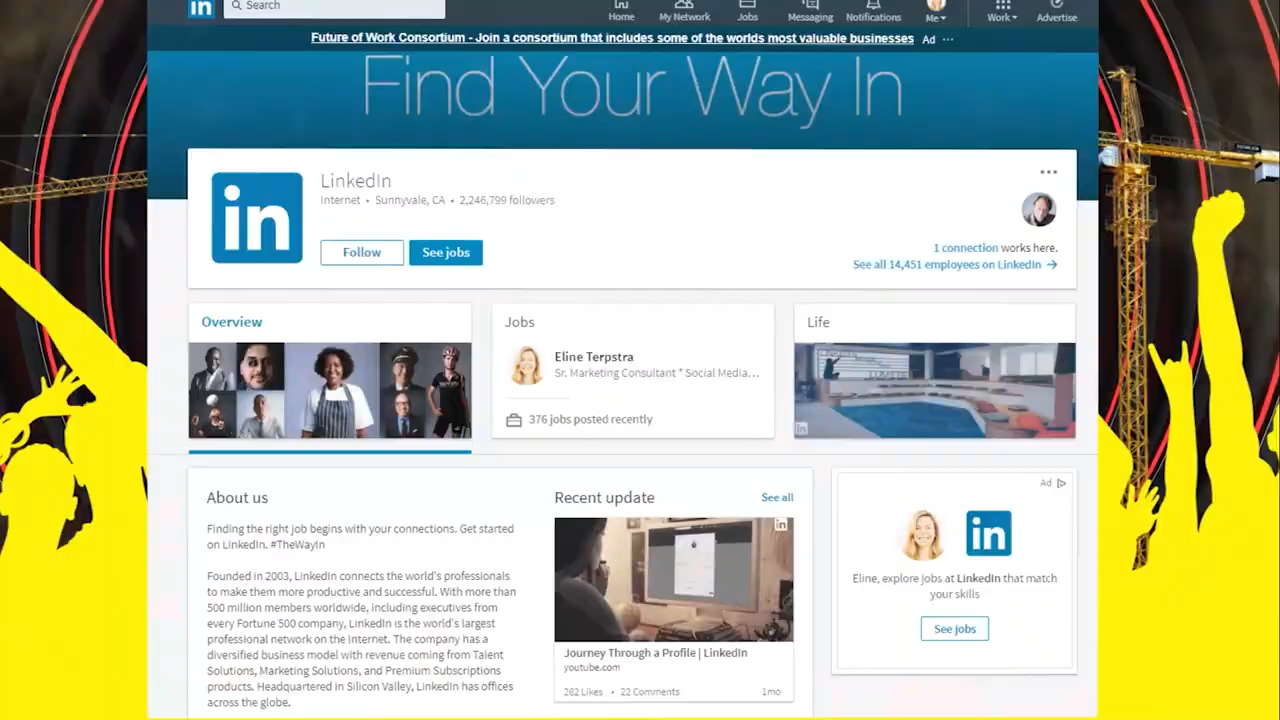 in
Search
Home
My Network
Jobs
Messaging
Notifications
Me
Work
Advertise
Future of Work Consortium - Join a consortium that includes some of the worlds most valuable businesses
Ad ···
Find Your Way In
in
LinkedIn
Internet • Sunnyvale, CA • 2,246,799 followers
Follow
See jobs
1 connection works here.
See all 14,451 employees on LinkedIn →
Overview
Jobs
Eline Terpstra
Sr. Marketing Consultant * Social Media...
376 jobs posted recently
Life
in
About us
Finding the right job begins with your connections. Get started
on LinkedIn. #TheWayIn
Founded in 2003, LinkedIn connects the world's professionals
to make them more productive and successful. With more than
500 million members worldwide, including executives from
every Fortune 500 company, LinkedIn is the world's largest
professional network on the Internet. The company has a
diversified business model with revenue coming from Talent
Solutions, Marketing Solutions, and Premium Subscriptions
products. Headquartered in Silicon Valley, LinkedIn has offices
across the globe.
Recent update
See all
in
Journey Through a Profile | LinkedIn
youtube.com
262 Likes • 22 Comments
1mo
Ad
in
Eline, explore jobs at LinkedIn that match
your skills
See jobs